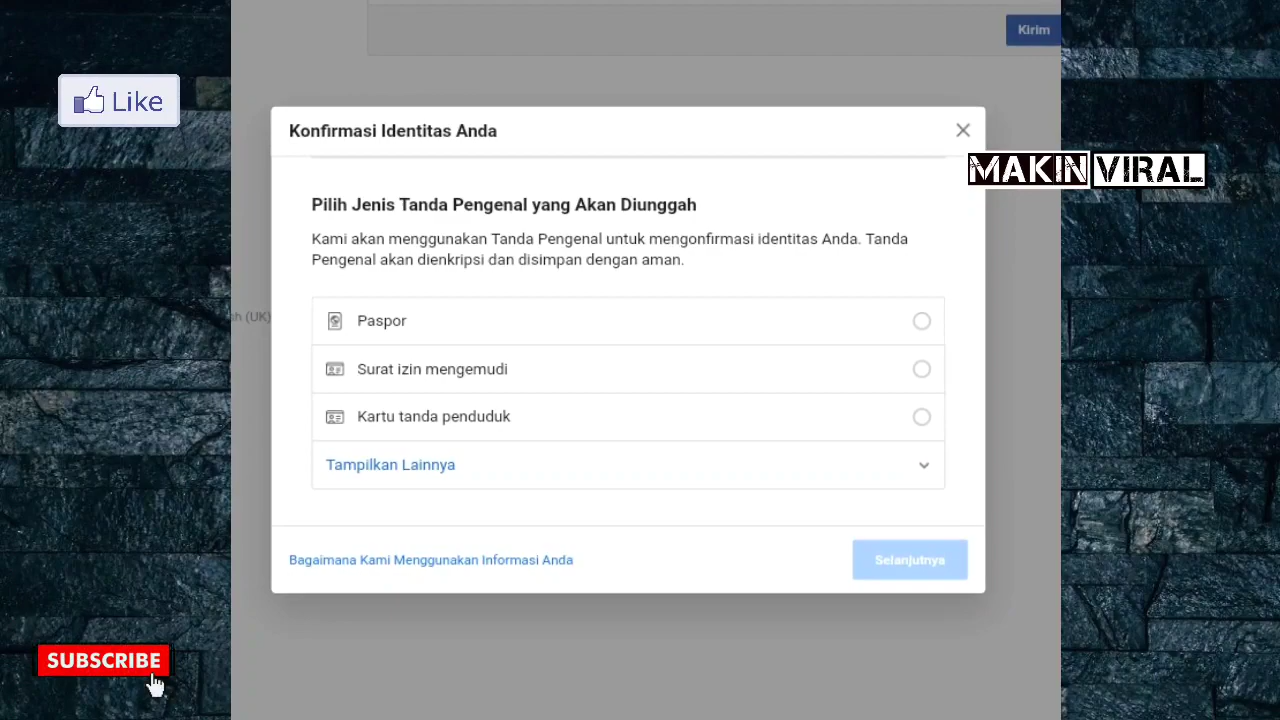 Kirim
Like
Konfirmasi Identitas Anda
MAKIN VIRAL
Pilih Jenis Tanda Pengenal yang Akan Diunggah
Kami akan menggunakan Tanda Pengenal untuk mengonfirmasi identitas Anda. Tanda
Pengenal akan dienkripsi dan disimpan dengan aman.
(UK)
Paspor
Surat izin mengemudi
Kartu tanda penduduk
Tampilkan Lainnya
Bagaimana Kami Menggunakan Informasi Anda
Selanjutnya
SUBSCRIBE